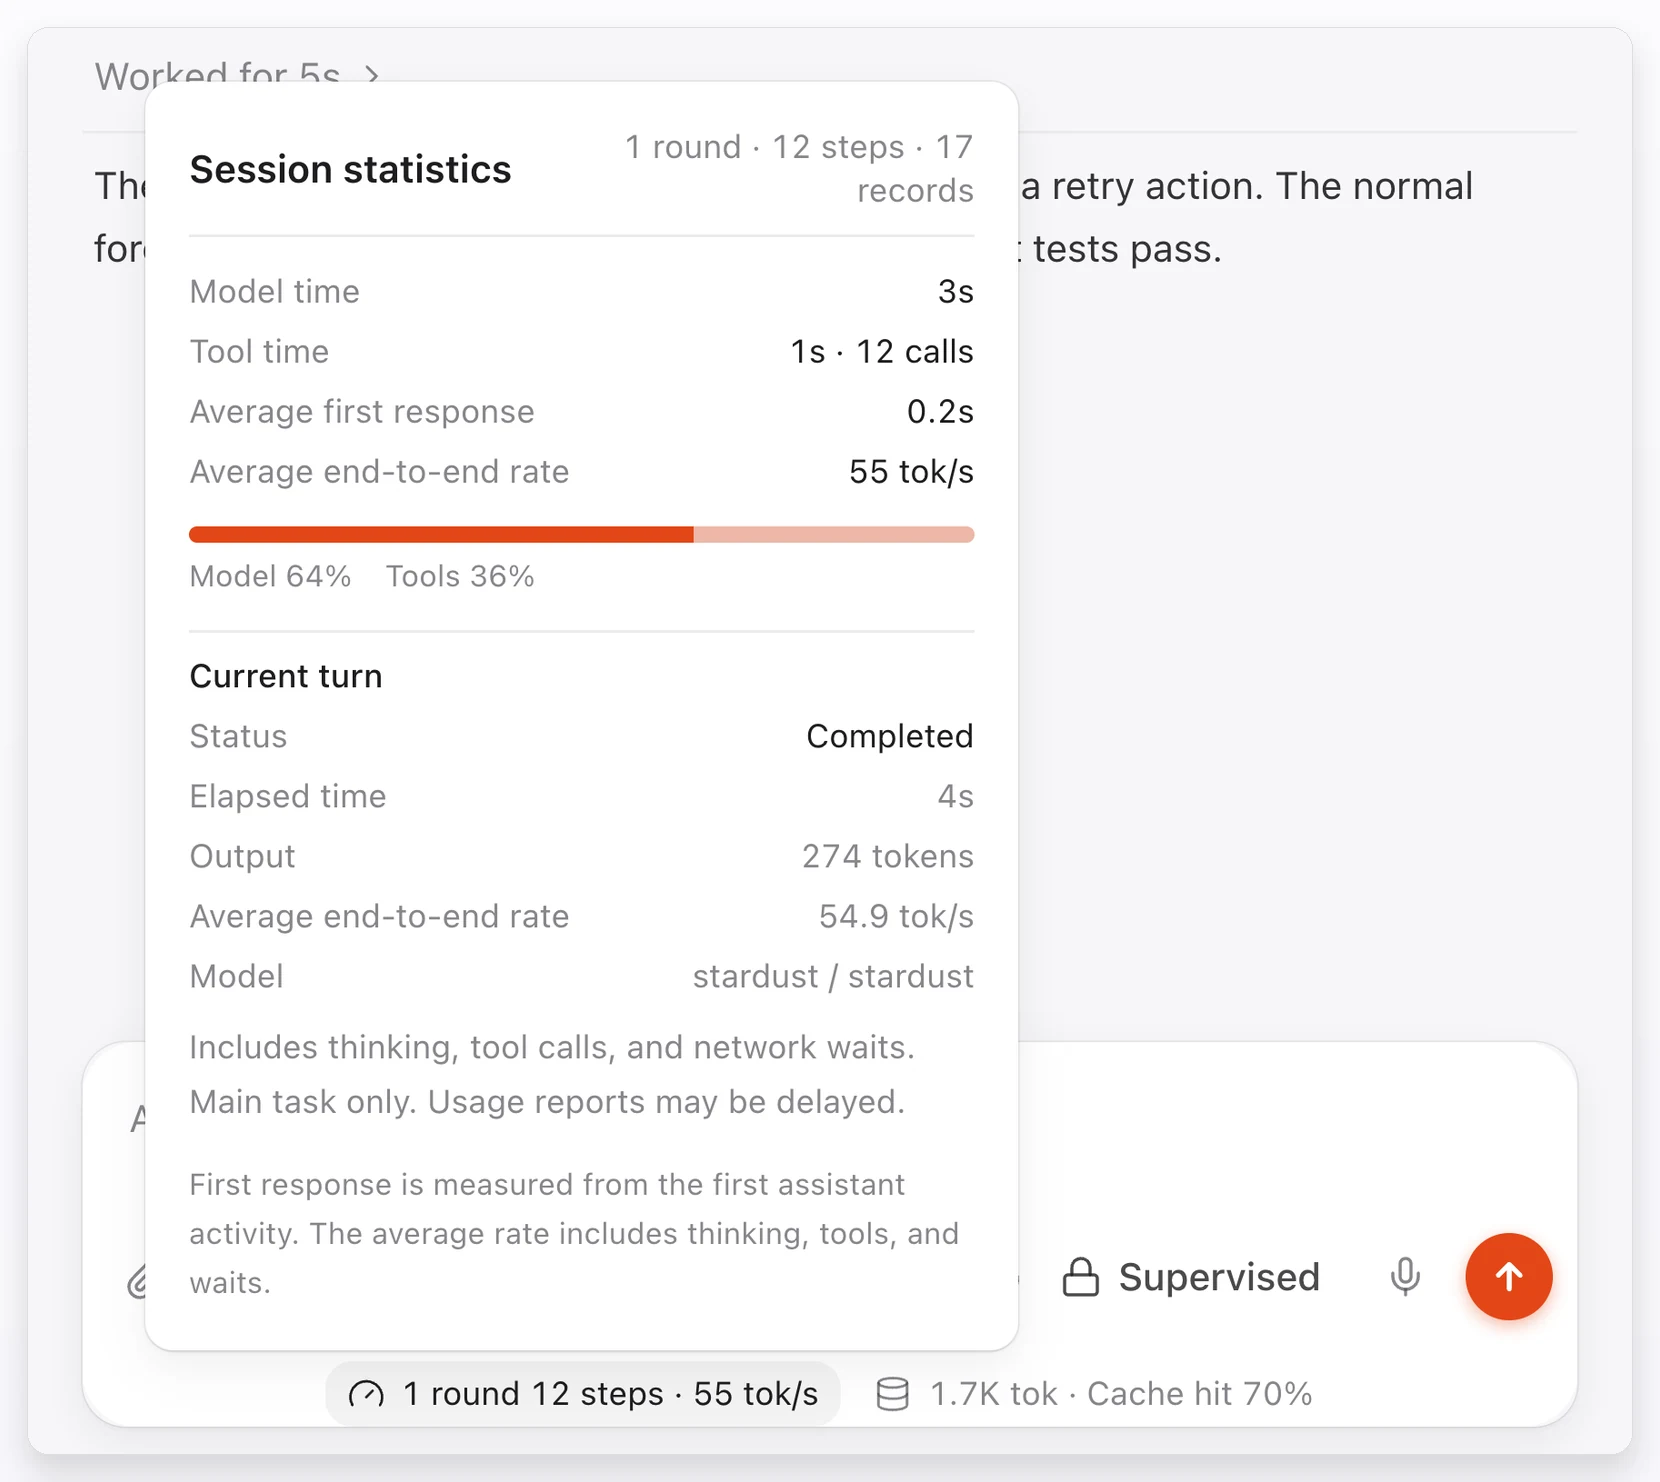 Worked for 5s
Session statistics
1 round · 12 steps · 17
records
a retry action. The normal
tests pass.
Model time 3s
Tool time 1s · 12 calls
Average first response 0.2s
Average end-to-end rate 55 tok/s
Model 64% Tools 36%
Current turn
Status Completed
Elapsed time 4s
Output 274 tokens
Average end-to-end rate 54.9 tok/s
Model stardust / stardust
Includes thinking, tool calls, and network waits.
Main task only. Usage reports may be delayed.
First response is measured from the first assistant
activity. The average rate includes thinking, tools, and
waits.
Supervised
1 round 12 steps · 55 tok/s
1.7K tok · Cache hit 70%